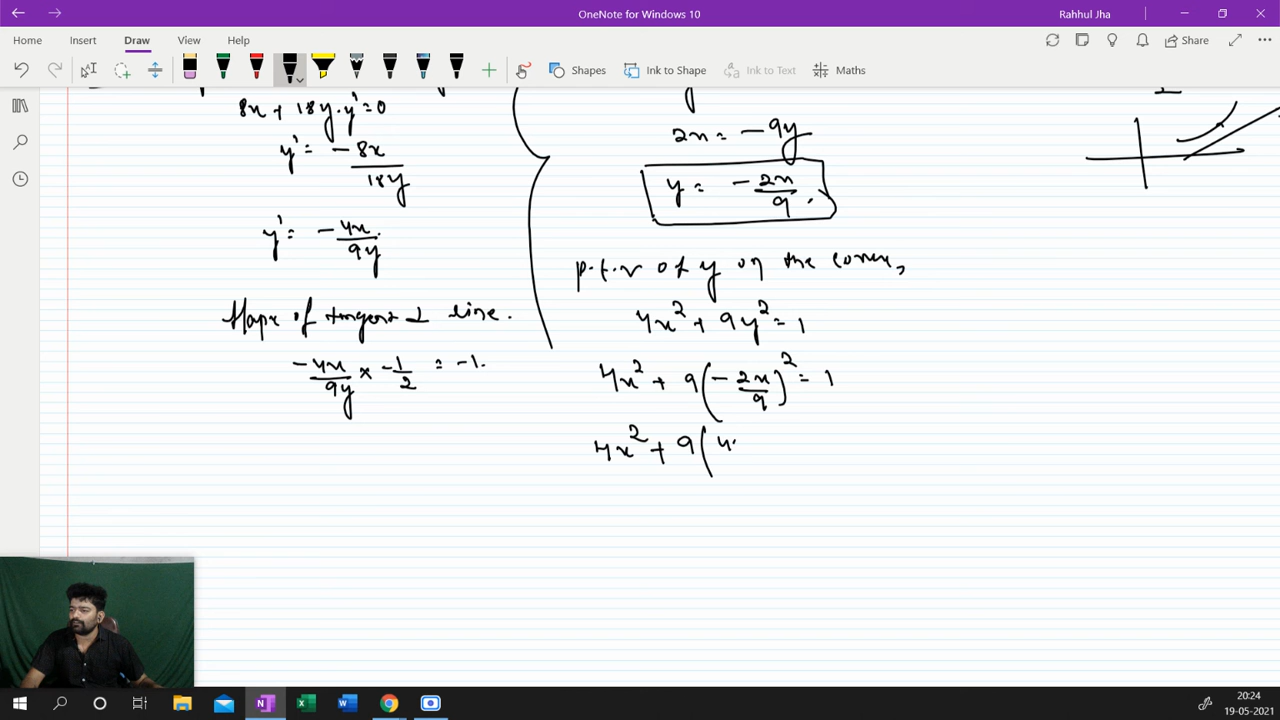 OneNote for Windows 10
Rahhul Jha
Home Insert Draw View Help
Share
Shapes Ink to Shape Ink to Text Maths
8x + 18y·y' = 0
y' = -8x/18y
y' = -4x/9y
Slope of tangent ⊥ line.
-4x/9y × -1/2 = -1.
2x = -9y
y = -2x/9.
p.t.v of y on the curve,
4x² + 9y² = 1
4x² + 9(-2x/9)² = 1
4x² + 9(4
20:24
19-05-2021